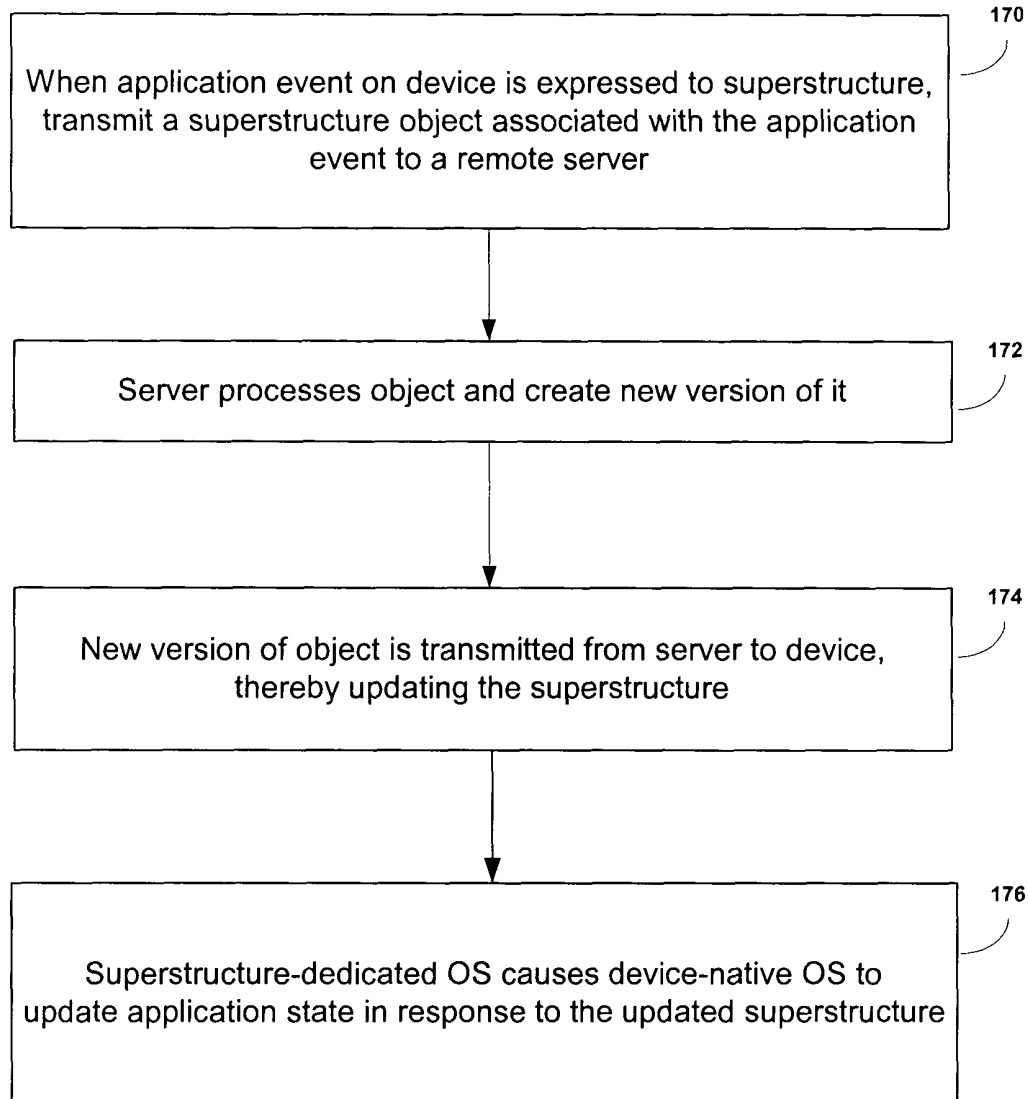 170
When application event on device is expressed to superstructure,
transmit a superstructure object associated with the application
event to a remote server
172
Server processes object and create new version of it
174
New version of object is transmitted from server to device,
thereby updating the superstructure
176
Superstructure-dedicated OS causes device-native OS to
update application state in response to the updated superstructure